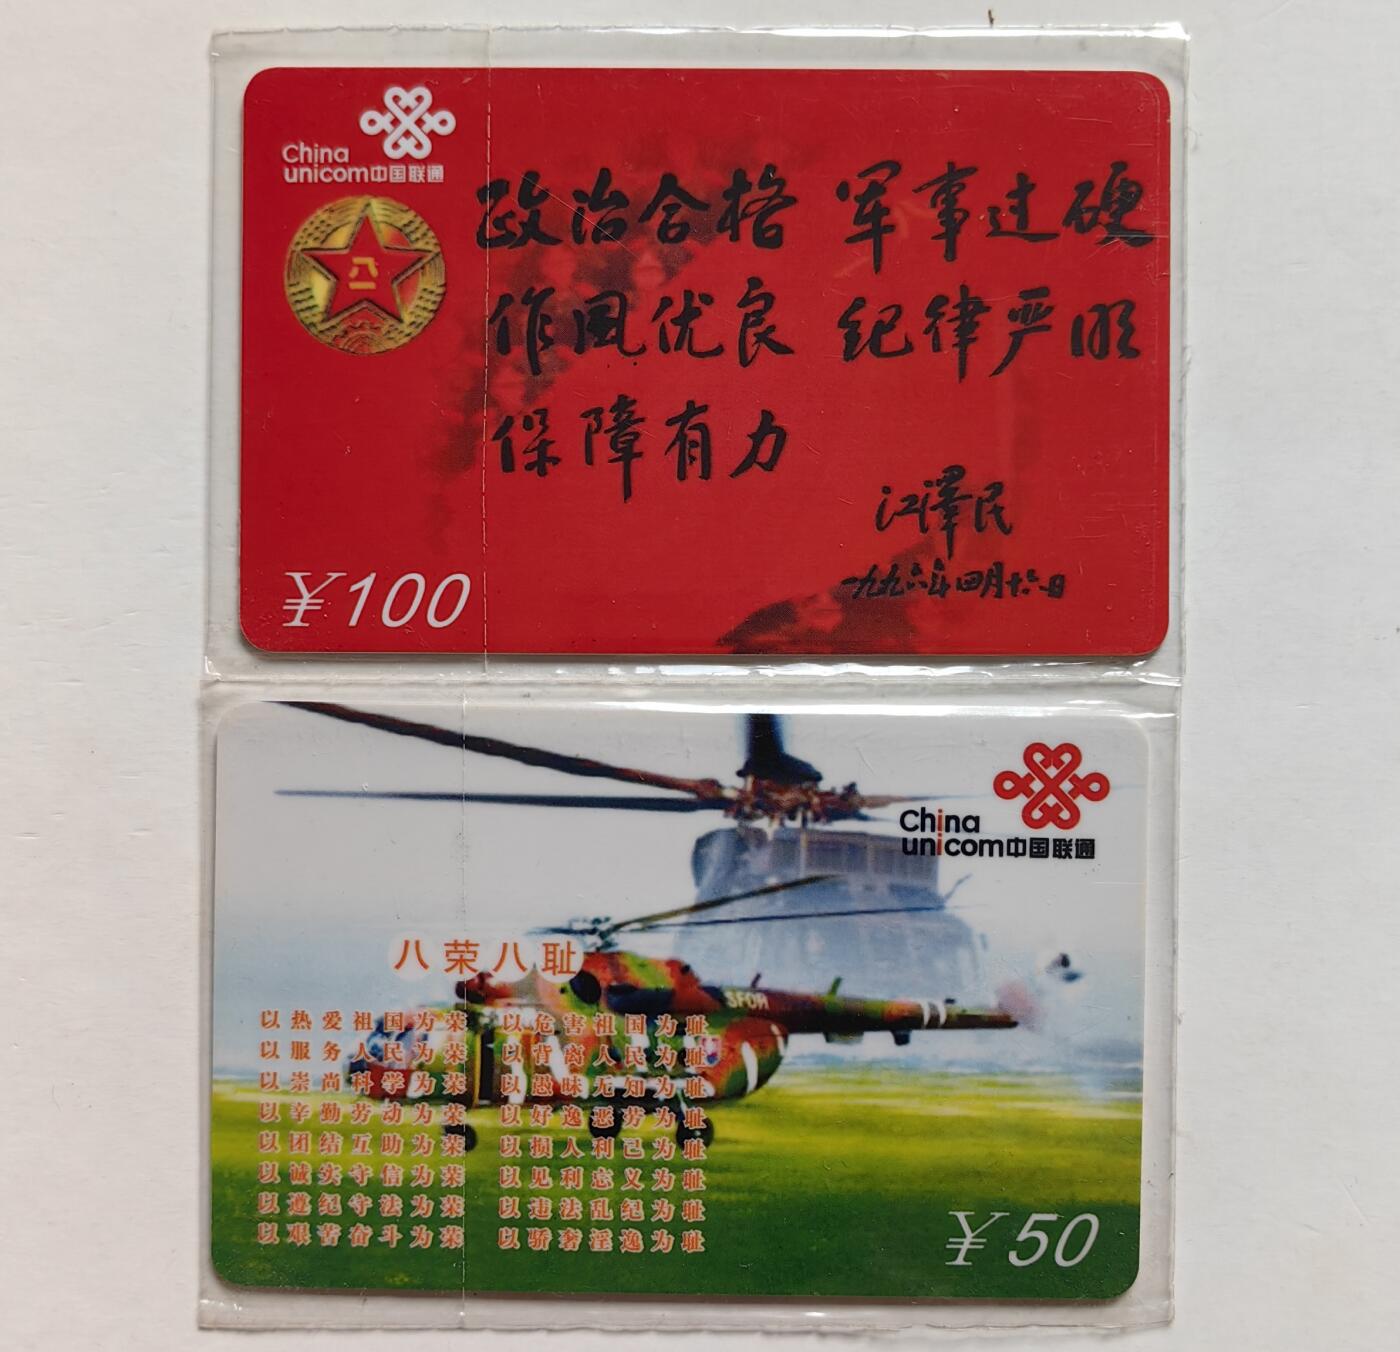 China
unicom中国联通
八一
政治合格 军事过硬
作风优良 纪律严明
保障有力
江泽民
一九九六年四月十六日
¥100
China
unicom中国联通
八荣八耻
以热爱祖国为荣 以危害祖国为耻
以服务人民为荣 以背离人民为耻
以崇尚科学为荣 以愚昧无知为耻
以辛勤劳动为荣 以好逸恶劳为耻
以团结互助为荣 以损人利己为耻
以诚实守信为荣 以见利忘义为耻
以遵纪守法为荣 以违法乱纪为耻
以艰苦奋斗为荣 以骄奢淫逸为耻
SFOR
¥50